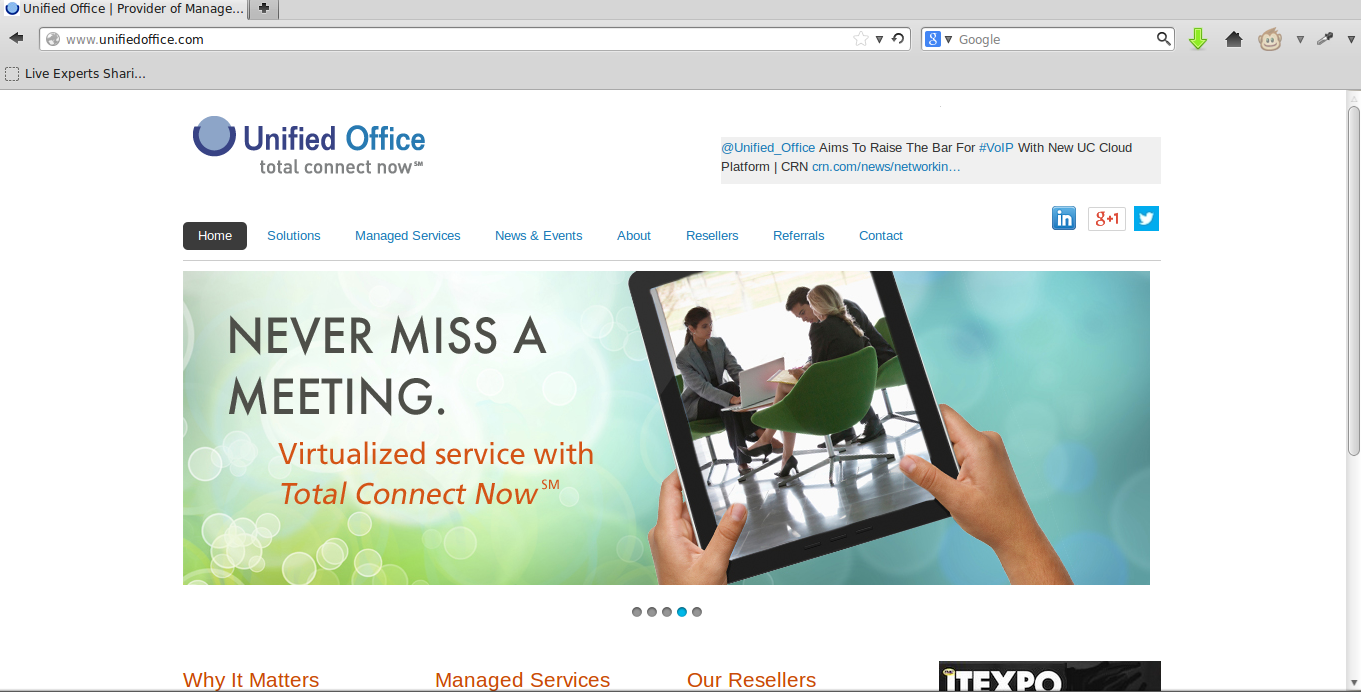 Unified Office | Provider of Manage...
www.unifiedoffice.com
8
Google
Live Experts Shari...
Unified Office
total connect now℠
@Unified_Office Aims To Raise The Bar For #VoIP With New UC Cloud
Platform | CRN crn.com/news/networkin…
in
g+1
Home
Solutions
Managed Services
News & Events
About
Resellers
Referrals
Contact
NEVER MISS A
MEETING.
Virtualized service with
Total Connect Now℠
Why It Matters
Managed Services
Our Resellers
ITEXPO